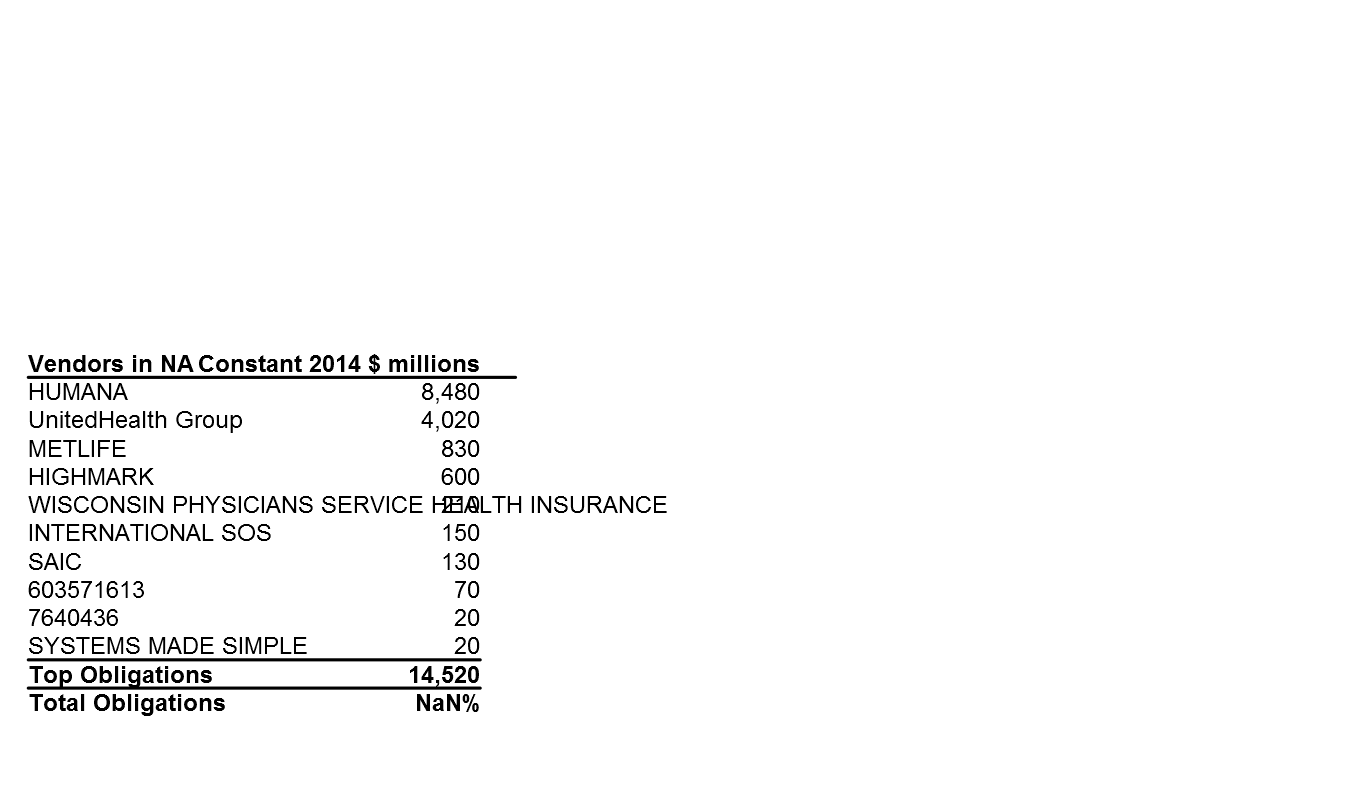 Vendors in NA Constant 2014 $ millions
HUMANA 8,480
UnitedHealth Group 4,020
METLIFE 830
HIGHMARK 600
WISCONSIN PHYSICIANS SERVICE HEALTH INSURANCE 210
INTERNATIONAL SOS 150
SAIC 130
603571613 70
7640436 20
SYSTEMS MADE SIMPLE 20
Top Obligations 14,520
Total Obligations NaN%